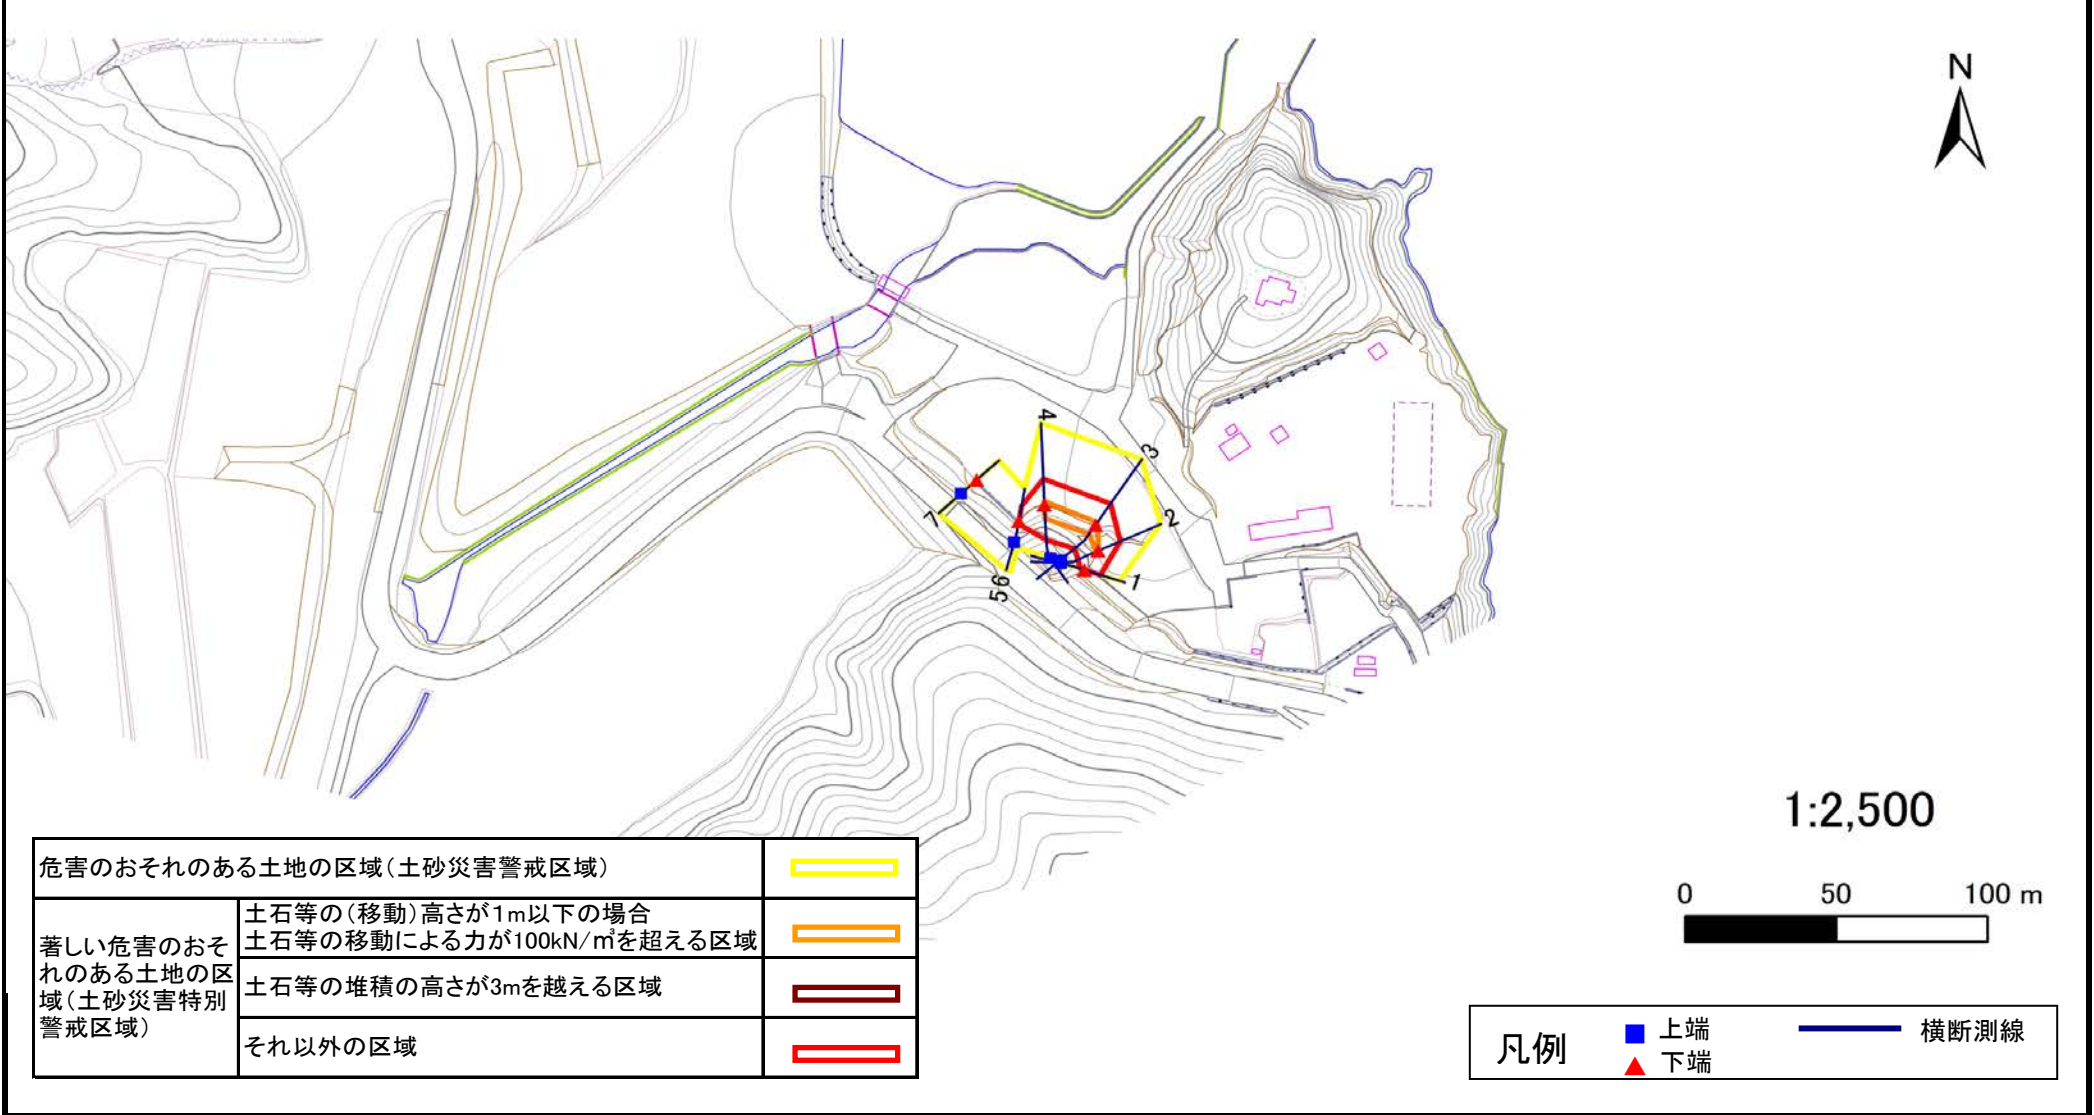 N
4
3
2
7
1
6
5
1:2,500
0 50 100 m
危害のおそれのある土地の区域(土砂災害警戒区域)
著しい危害のおそ
れのある土地の区
域(土砂災害特別
警戒区域)
土石等の(移動)高さが1m以下の場合
土石等の移動による力が100kN/㎡を超える区域
土石等の堆積の高さが3mを越える区域
それ以外の区域
凡例
上端
下端
横断測線